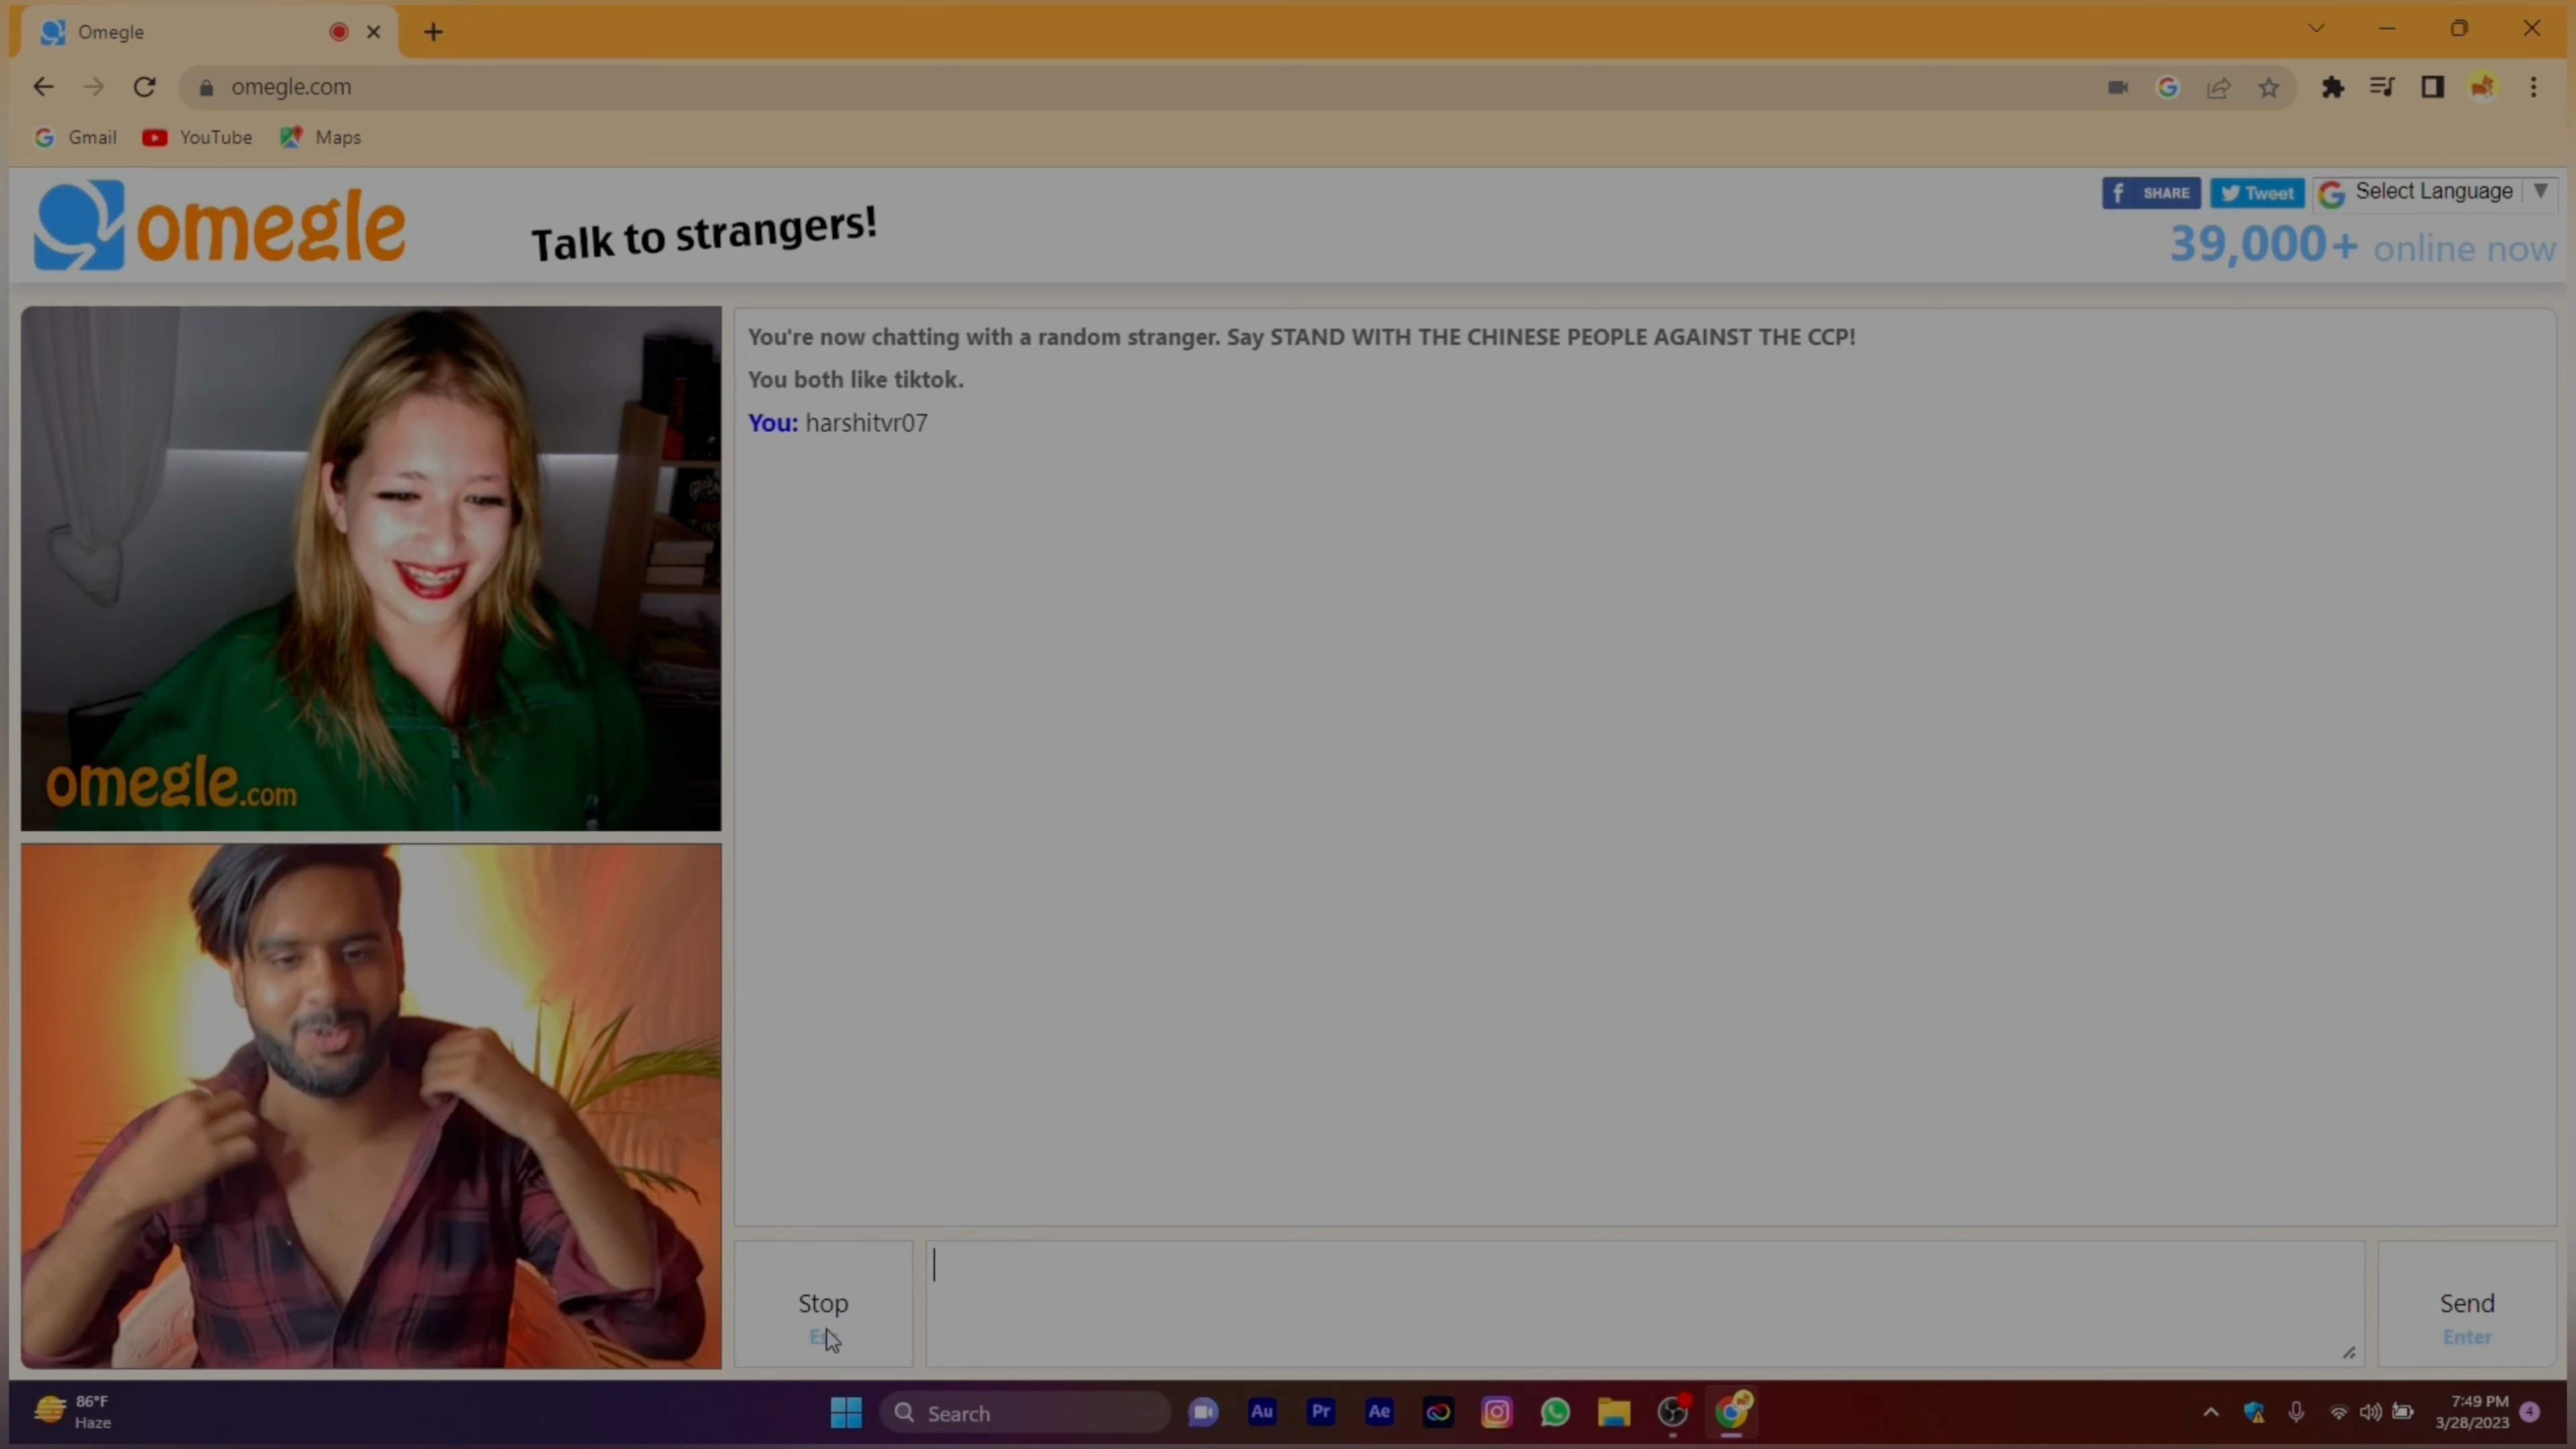 Omegle
omegle.com
Gmail YouTube Maps
omegle
Talk to strangers!
SHARE Tweet Select Language
39,000+ online now
You're now chatting with a random stranger. Say STAND WITH THE CHINESE PEOPLE AGAINST THE CCP!
You both like tiktok.
You: harshitvr07
omegle.com
Stop
Send
Enter
86°F
Haze
Search
Au Pr Ae
7:49 PM
3/28/2023
4